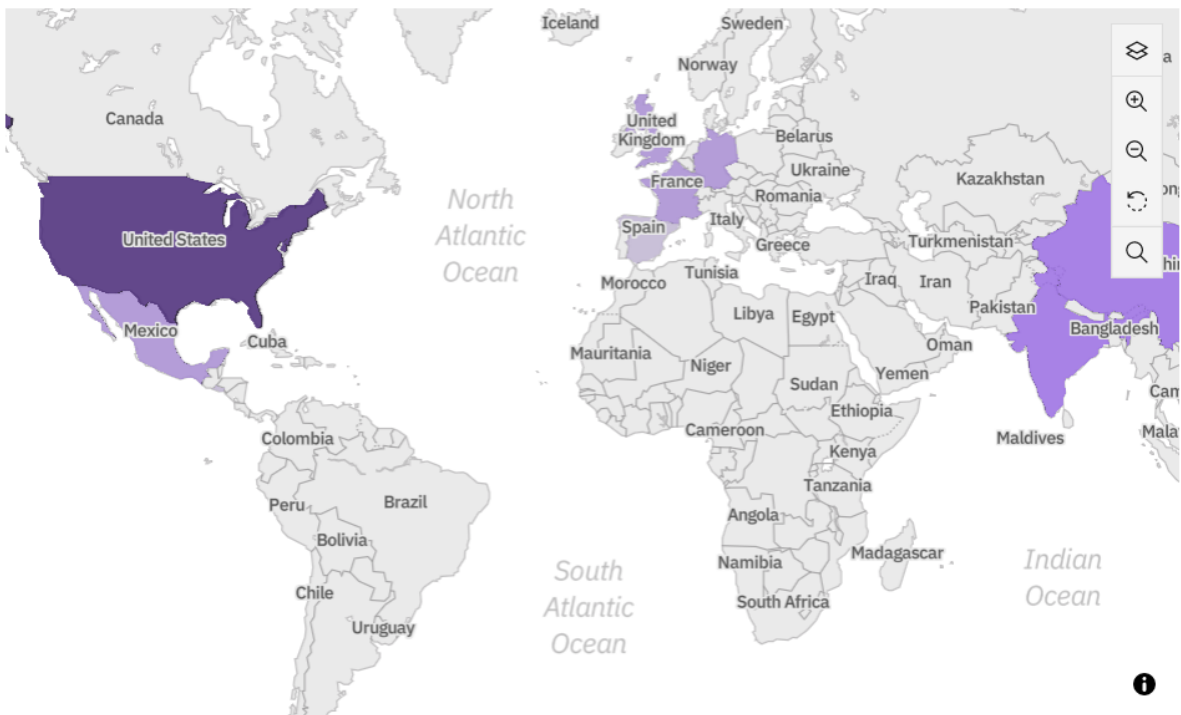 Iceland
Sweden
Norway
Canada
United
Kingdom
Belarus
Ukraine
Kazakhstan
France
Romania
North
Atlantic
Ocean
Italy
Spain
United States
Greece
Turkmenistan
Morocco
Tunisia
Iraq
Iran
Pakistan
Libya
Egypt
Mexico
Bangladesh
Cuba
Oman
Mauritania
Niger
Yemen
Sudan
Ethiopia
Cameroon
Colombia
Maldives
Kenya
Tanzania
Peru
Brazil
Angola
Bolivia
Madagascar
Namibia
Indian
Ocean
South
Atlantic
Ocean
Chile
South Africa
Uruguay